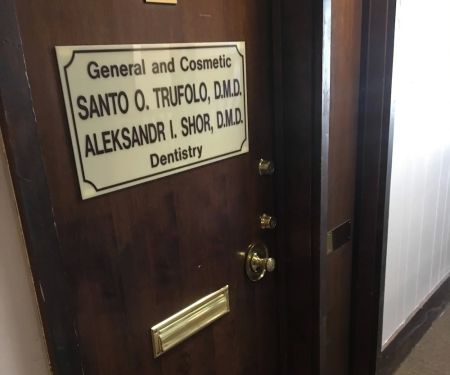 General and Cosmetic
SANTO O. TRUFOLO, D.M.D.
ALEKSANDR I. SHOR, D.M.D.
Dentistry